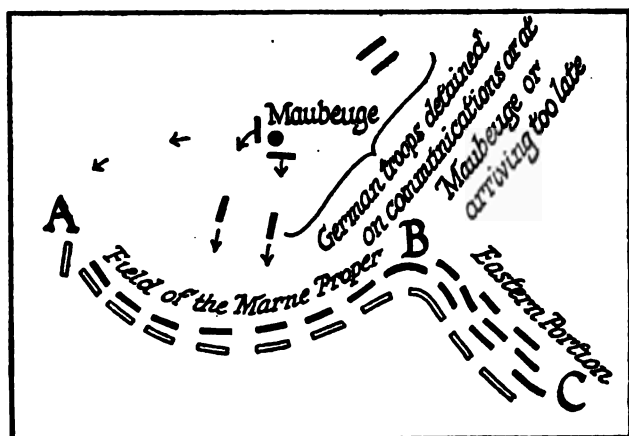 Maubeuge
German troops detained
on communications or at
Maubeuge or
arriving too late
A
Field of the Marne Proper
B
Eastern Portion
C